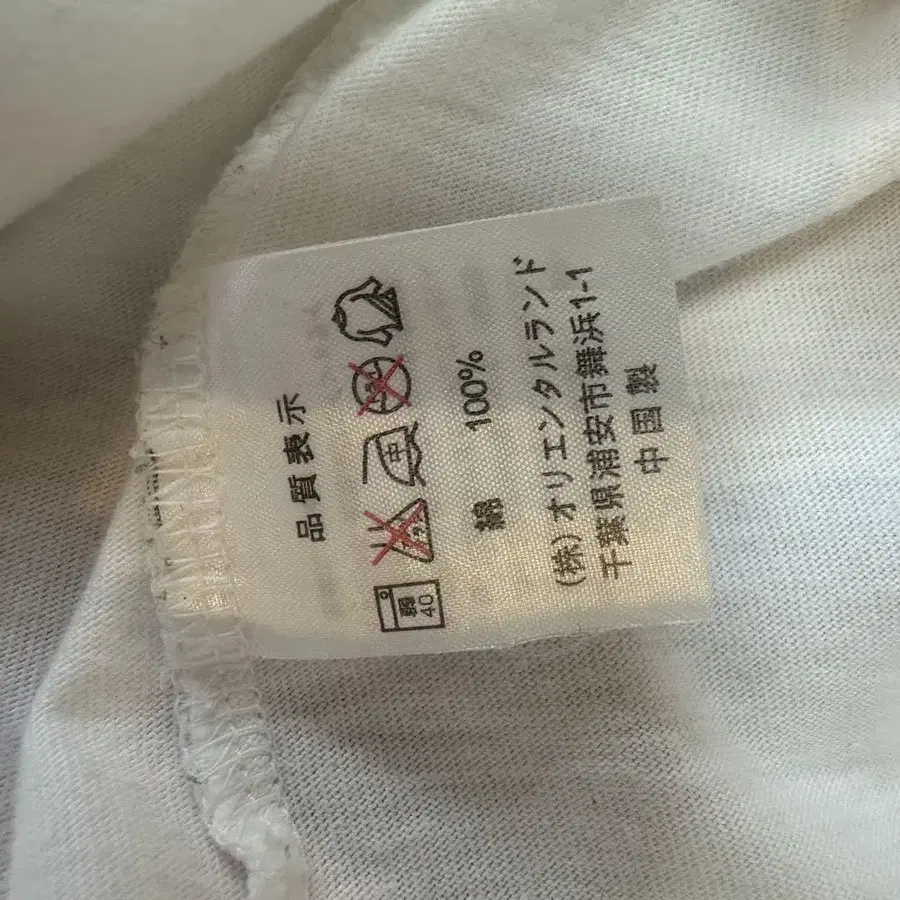 品質表示
弱 40
綿 100%
(株)オリエンタルランド
千葉県浦安市舞浜1-1
中国製